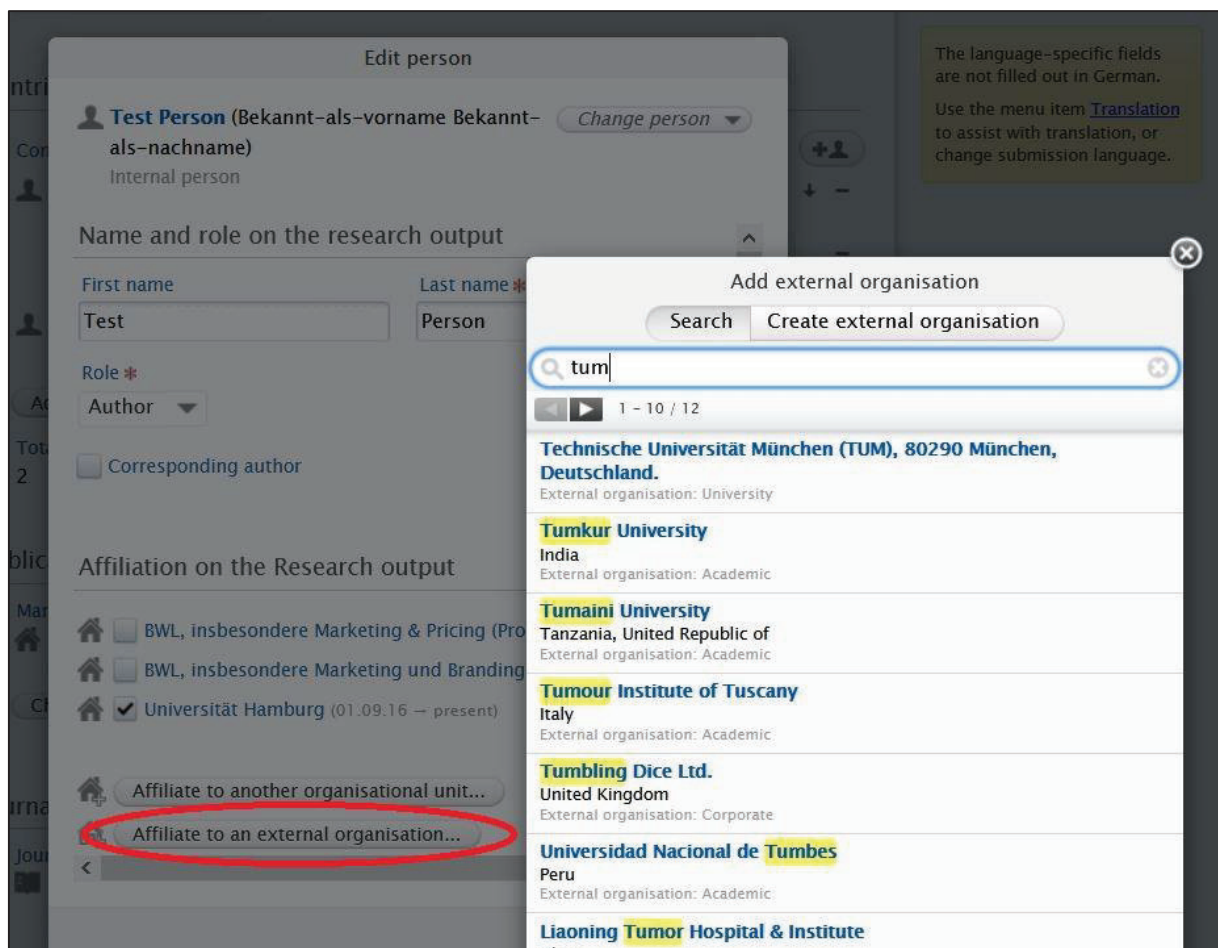 Edit person
The language-specific fields
are not filled out in German.
Use the menu item Translation
to assist with translation, or
change submission language.
Test Person (Bekannt-als-vorname Bekannt-
als-nachname)
Internal person
Change person
Name and role on the research output
First name
Last name *
Test
Person
Role *
Author
Corresponding author
2
Affiliation on the Research output
BWL, insbesondere Marketing & Pricing (Pro
BWL, insbesondere Marketing und Branding
Universität Hamburg (01.09.16 – present)
Affiliate to another organisational unit...
Affiliate to an external organisation...
Add external organisation
Search
Create external organisation
tum
1 – 10 / 12
Technische Universität München (TUM), 80290 München,
Deutschland.
External organisation: University
Tumkur University
India
External organisation: Academic
Tumaini University
Tanzania, United Republic of
External organisation: Academic
Tumour Institute of Tuscany
Italy
External organisation: Academic
Tumbling Dice Ltd.
United Kingdom
External organisation: Corporate
Universidad Nacional de Tumbes
Peru
External organisation: Academic
Liaoning Tumor Hospital & Institute